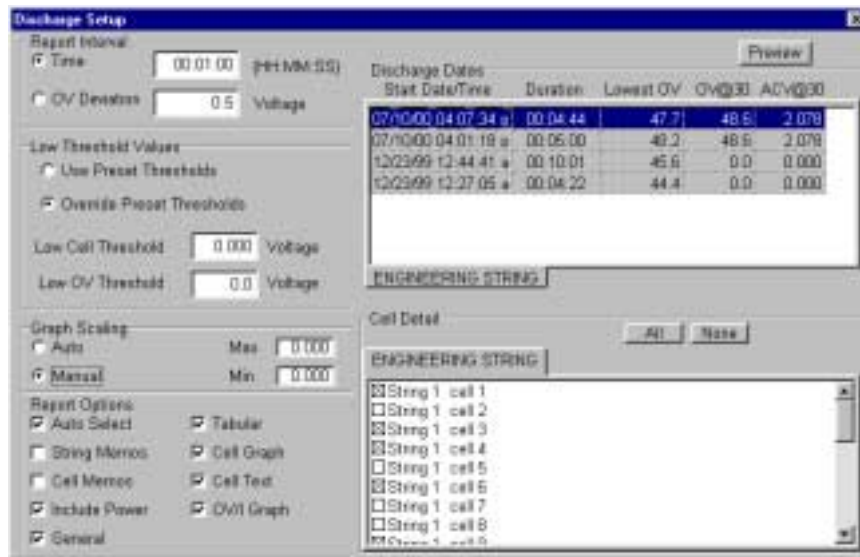 Discharge Setup
Report Interval
Time 00:01:00 (HH:MM:SS)
OV Deviation 0.5 Voltage
Low Threshold Values
Use Preset Thresholds
Override Preset Thresholds
Low Cell Threshold 0.000 Voltage
Low OV Threshold 0.0 Voltage
Graph Scaling
Auto Max 0.000
Manual Min 0.000
Report Options
Auto Select Tabular
String Memos Cell Graph
Cell Memos Cell Text
Include Power OV/I Graph
General
Preview
Discharge Dates
Start Date/Time Duration Lowest OV OV@30 ACV@30
07/10/00 04:07:34 p 00:04:44 47.7 48.6 2.078
07/10/00 04:01:18 p 00:05:00 48.2 48.6 2.078
12/23/99 12:44:41 a 00:10:01 45.6 0.0 0.000
12/23/99 12:27:05 a 00:04:22 44.4 0.0 0.000
ENGINEERING STRING
Cell Detail
All None
ENGINEERING STRING
String 1 cell 1
String 1 cell 2
String 1 cell 3
String 1 cell 4
String 1 cell 5
String 1 cell 6
String 1 cell 7
String 1 cell 8
String 1 cell 9